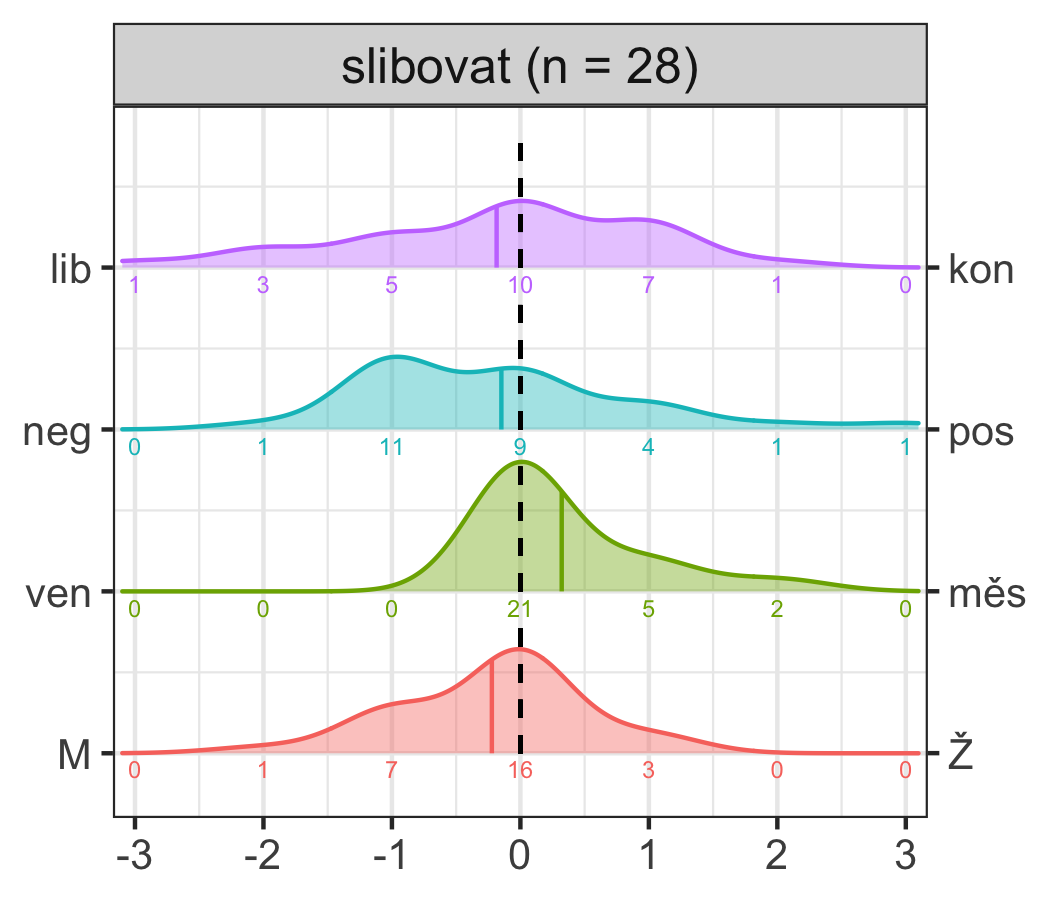 slibovat (n = 28)
lib kon
1 3 5 10 7 1 0
neg pos
0 1 11 9 4 1 1
ven měs
0 0 0 21 5 2 0
M Ž
0 1 7 16 3 0 0
-3 -2 -1 0 1 2 3